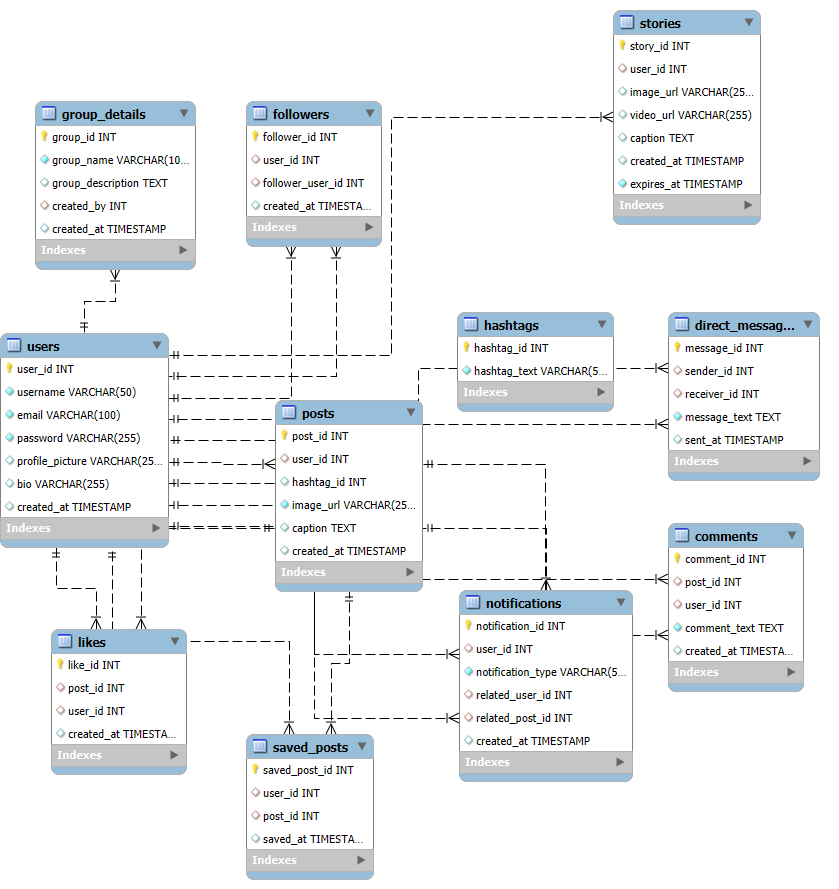 stories
story_id INT
user_id INT
image_url VARCHAR(25...
video_url VARCHAR(255)
caption TEXT
created_at TIMESTAMP
expires_at TIMESTAMP
Indexes
group_details
group_id INT
group_name VARCHAR(10...
group_description TEXT
created_by INT
created_at TIMESTAMP
Indexes
followers
follower_id INT
user_id INT
follower_user_id INT
created_at TIMESTA...
Indexes
users
user_id INT
username VARCHAR(50)
email VARCHAR(100)
password VARCHAR(255)
profile_picture VARCHAR(25...
bio VARCHAR(255)
created_at TIMESTAMP
Indexes
hashtags
hashtag_id INT
hashtag_text VARCHAR(5...
Indexes
direct_messag...
message_id INT
sender_id INT
receiver_id INT
message_text TEXT
sent_at TIMESTAMP
Indexes
posts
post_id INT
user_id INT
hashtag_id INT
image_url VARCHAR(25...
caption TEXT
created_at TIMESTAMP
Indexes
comments
comment_id INT
post_id INT
user_id INT
comment_text TEXT
created_at TIMESTA...
Indexes
notifications
notification_id INT
user_id INT
notification_type VARCHAR(5...
related_user_id INT
related_post_id INT
created_at TIMESTAMP
Indexes
likes
like_id INT
post_id INT
user_id INT
created_at TIMESTA...
Indexes
saved_posts
saved_post_id INT
user_id INT
post_id INT
saved_at TIMESTA...
Indexes